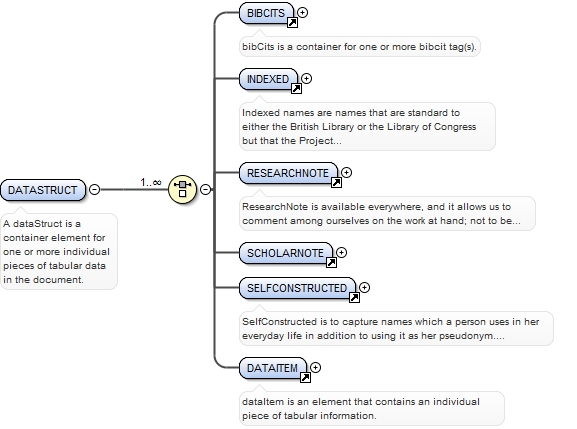 BIBCITS
bibCits is a container for one or more bibcit tag(s).
INDEXED
Indexed names are names that are standard to
either the British Library or the Library of Congress
but that the Project...
RESEARCHNOTE
ResearchNote is available everywhere, and it allows us to
comment among ourselves on the work at hand; not to be...
DATASTRUCT
1..∞
A dataStruct is a
container element for
one or more individual
pieces of tabular data
in the document.
SCHOLARNOTE
SELFCONSTRUCTED
SelfConstructed is to capture names which a person uses in her
everyday life in addition to using it as her pseudonym....
DATAITEM
dataItem is an element that contains an individual
piece of tabular information.